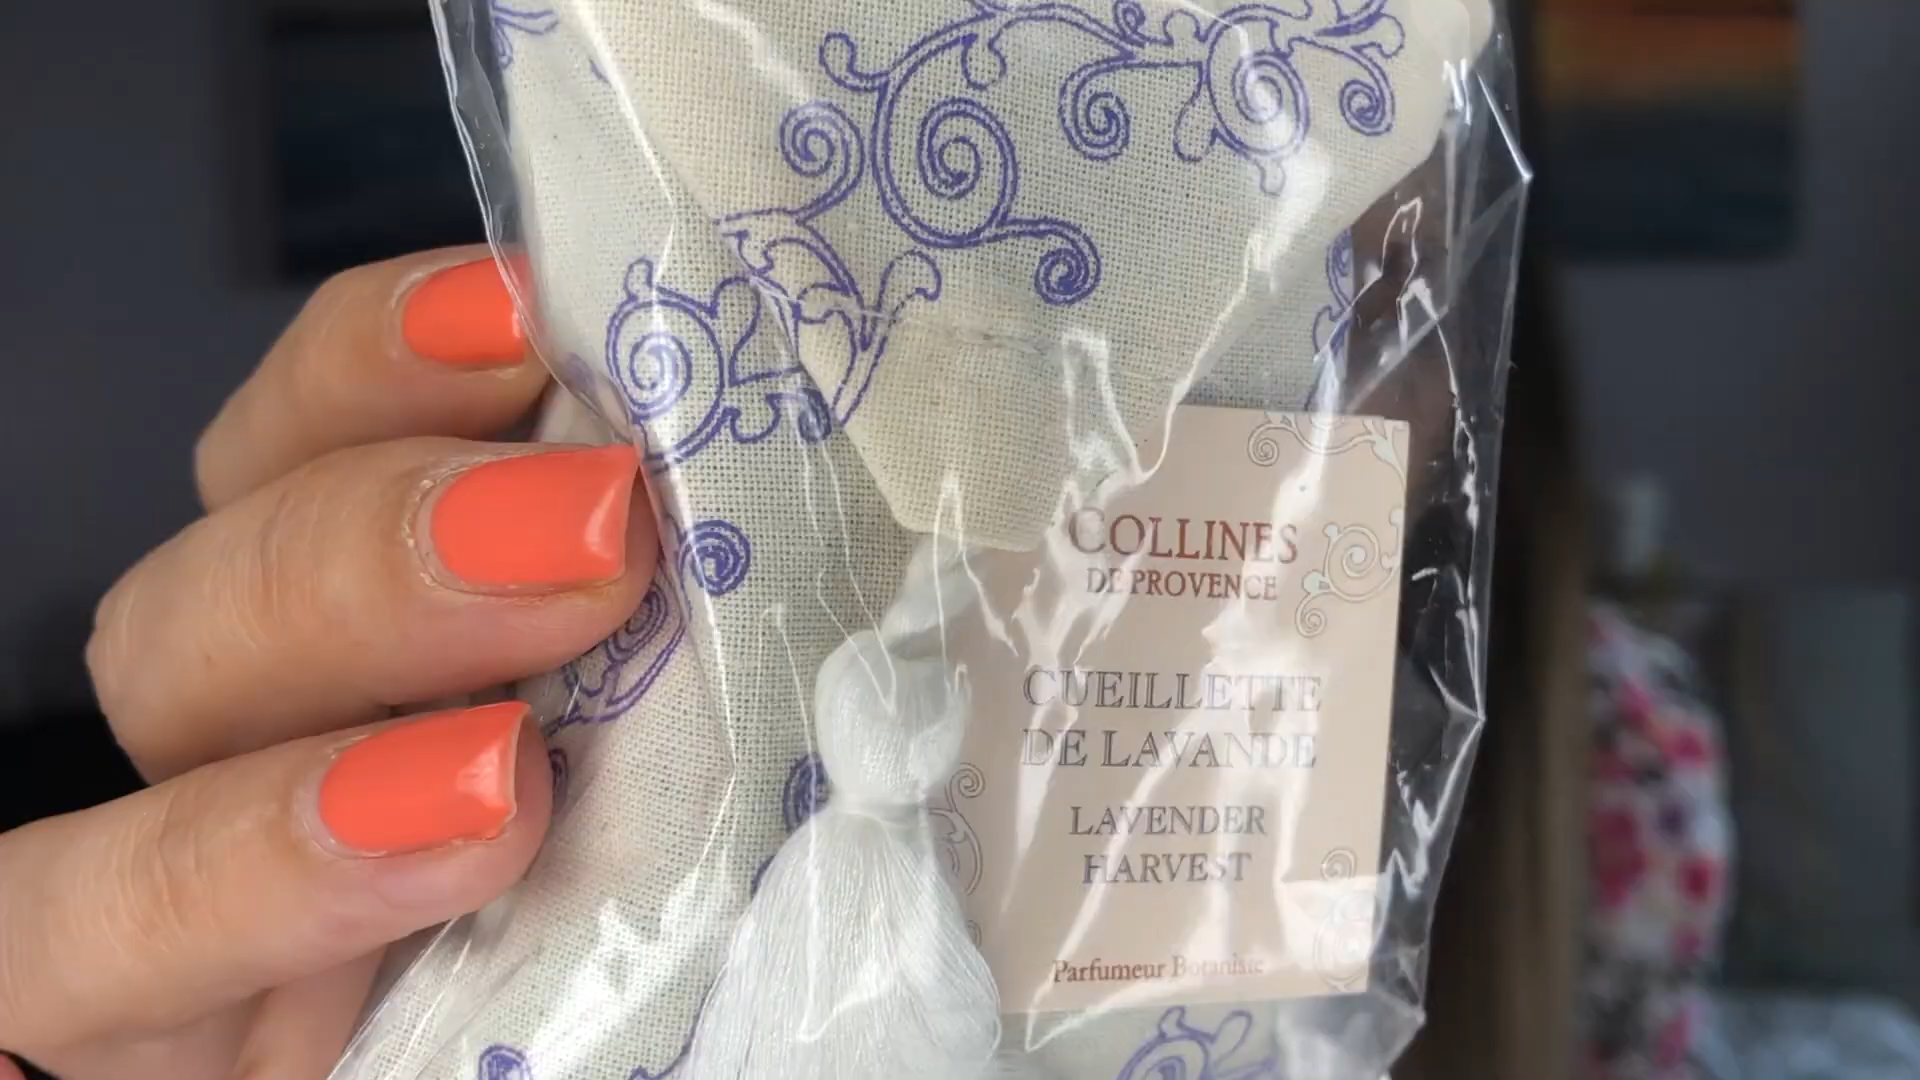 COLLINES
DE PROVENCE
CUEILLETTE
DE LAVANDE
LAVENDER
HARVEST
Parfumeur Botaniste